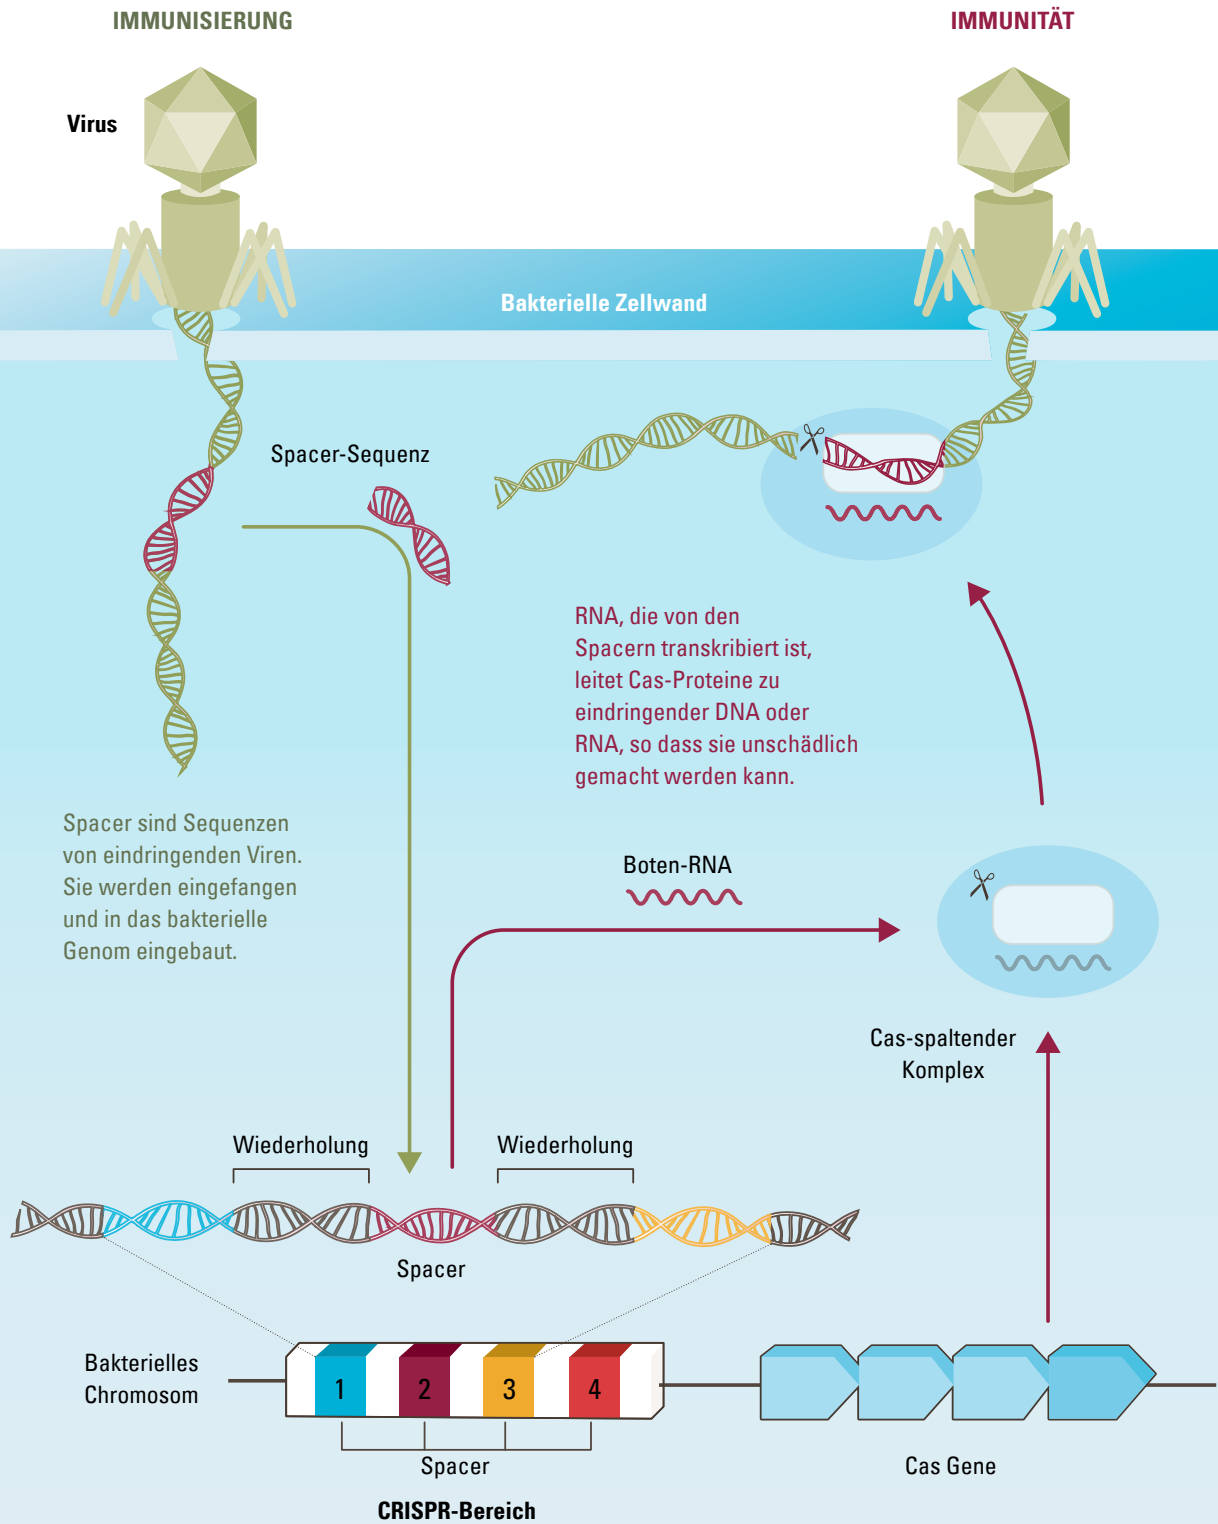 IMMUNISIERUNG
IMMUNITÄT
Virus
Bakterielle Zellwand
Spacer-Sequenz
RNA, die von den
Spacern transkribiert ist,
leitet Cas-Proteine zu
eindringender DNA oder
RNA, so dass sie unschädlich
gemacht werden kann.
Spacer sind Sequenzen
von eindringenden Viren.
Sie werden eingefangen
und in das bakterielle
Genom eingebaut.
Boten-RNA
Cas-spaltender
Komplex
Wiederholung
Wiederholung
Spacer
Bakterielles
Chromosom
1
2
3
4
Spacer
Cas Gene
CRISPR-Bereich